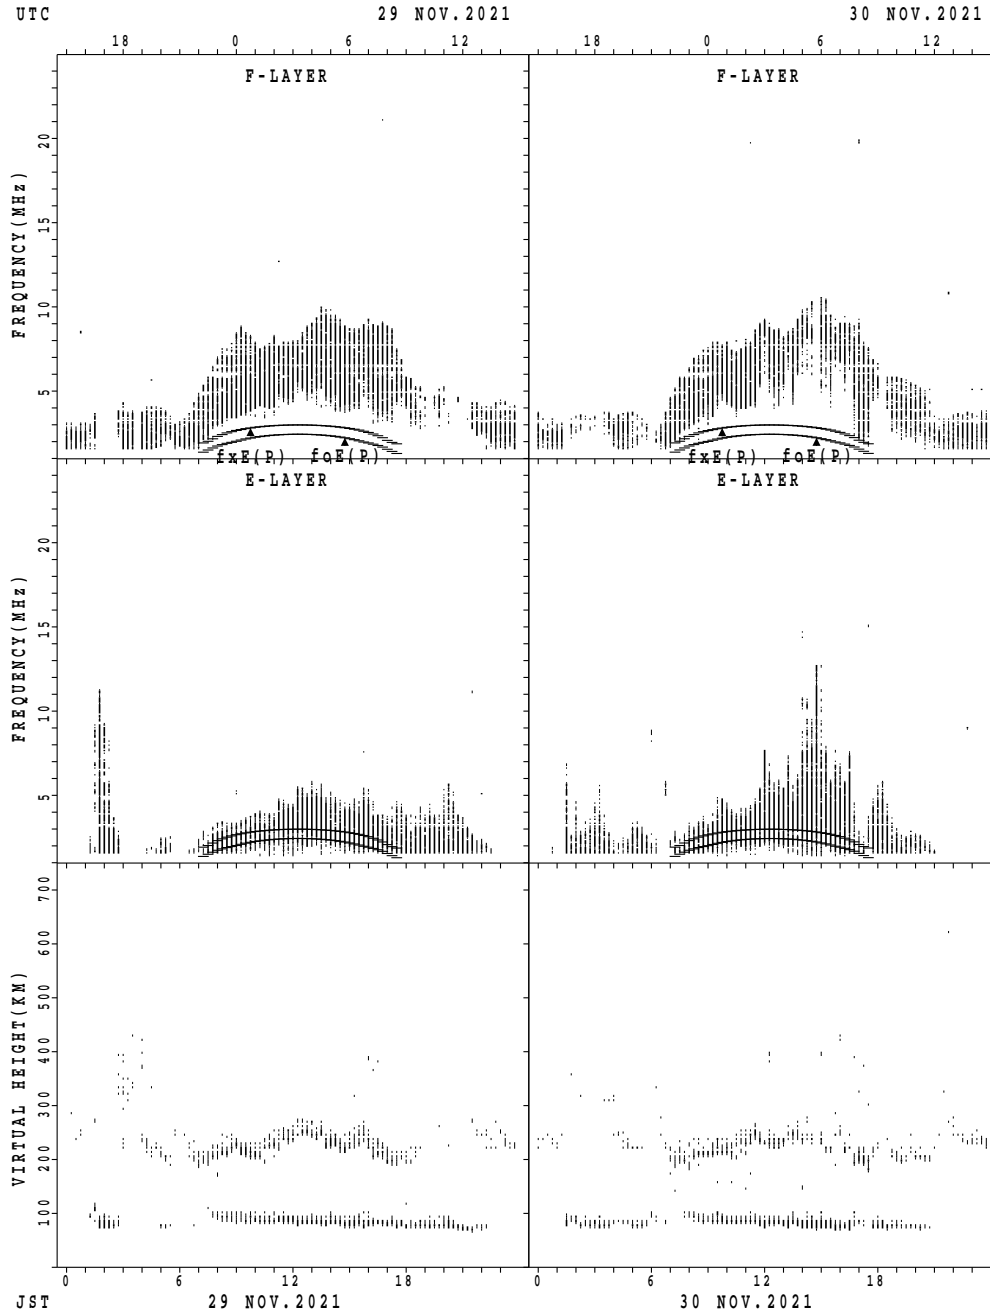 UTC 29 NOV.2021 30 NOV.2021
18 0 6 12 18 0 6 12
F-LAYER F-LAYER
FREQUENCY(MHz)
20
15
10
5
fxE(P) foE(P) fxE(P) foE(P)
E-LAYER E-LAYER
FREQUENCY(MHz)
20
15
10
5
VIRTUAL HEIGHT(KM)
700
600
500
400
300
200
100
0 6 12 18 0 6 12 18
JST 29 NOV.2021 30 NOV.2021